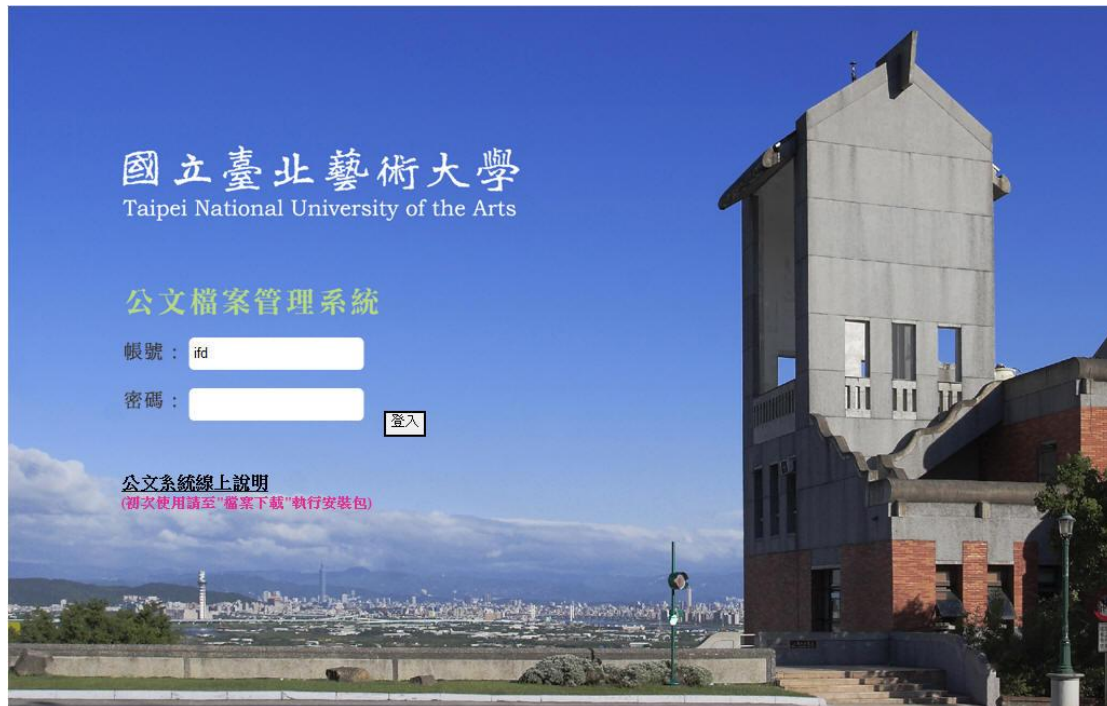 國立臺北藝術大學
Taipei National University of the Arts
公文檔案管理系統
帳號：ifd
密碼：
登入
公文系統線上說明
(初次使用請至"檔案下載"執行安裝包)